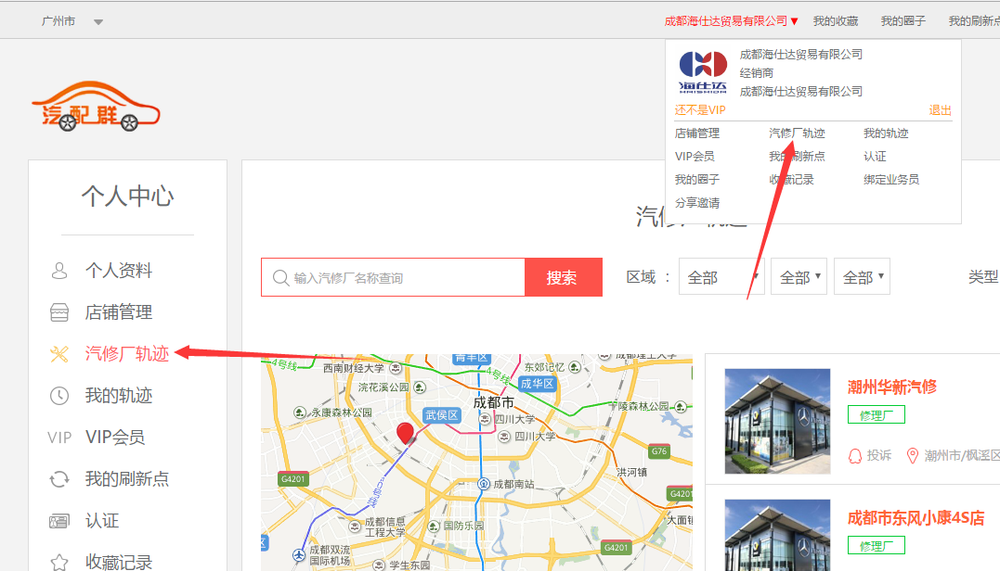 广州市
成都海仕达贸易有限公司 ▼ 我的收藏 我的圈子 我的刷新点
成都海仕达贸易有限公司
经销商
成都海仕达贸易有限公司
海仕达
HAISHIDA
还不是VIP 退出
店铺管理 汽修厂轨迹 我的轨迹
VIP会员 我的刷新点 认证
我的圈子 收藏记录 绑定业务员
分享邀请
汽配群
个人中心
个人资料
店铺管理
汽修厂轨迹
我的轨迹
VIP VIP会员
我的刷新点
认证
收藏记录
汽修厂轨迹
输入汽修厂名称查询 搜索 区域 : 全部 全部 全部 类型
4号线
西南财经大学
青羊区
4号线
东郊记忆
成都理工大学
浣花溪公园
成华区
永康森林公园
武侯区
成都市
四川大学
四川大学
陵森林公园
G76
G4201
洪河镇
成都南站
G4201
大面镇
成都信息
工程大学
国防乐园
区
成都双流
国际机场
G4201
学生东园
潮州华新汽修
修理厂
投诉 潮州市/枫溪区
成都市东风小康4S店
修理厂